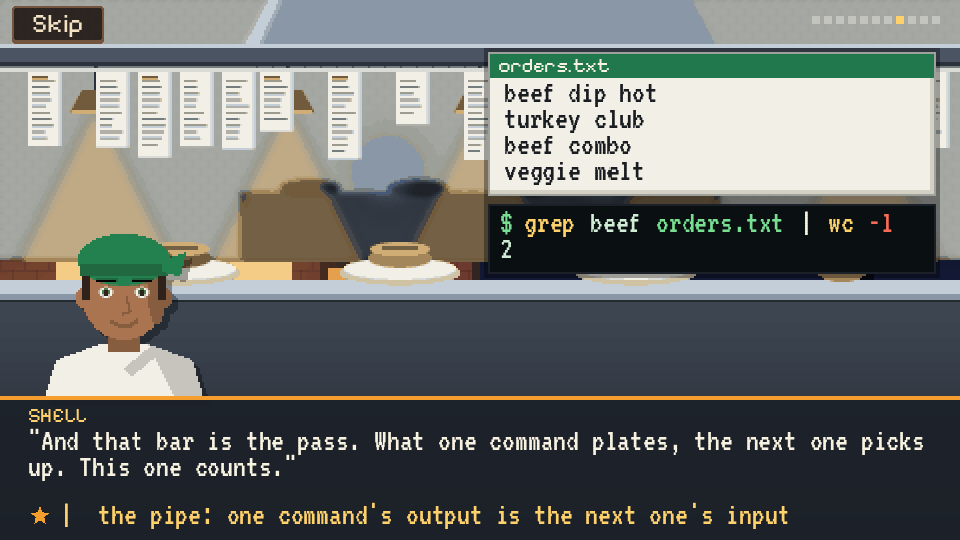 Skip
orders.txt
beef dip hot
turkey club
beef combo
veggie melt
$ grep beef orders.txt | wc -l
2
SHELL
"And that bar is the pass. What one command plates, the next one picks
up. This one counts."
★ | the pipe: one command's output is the next one's input